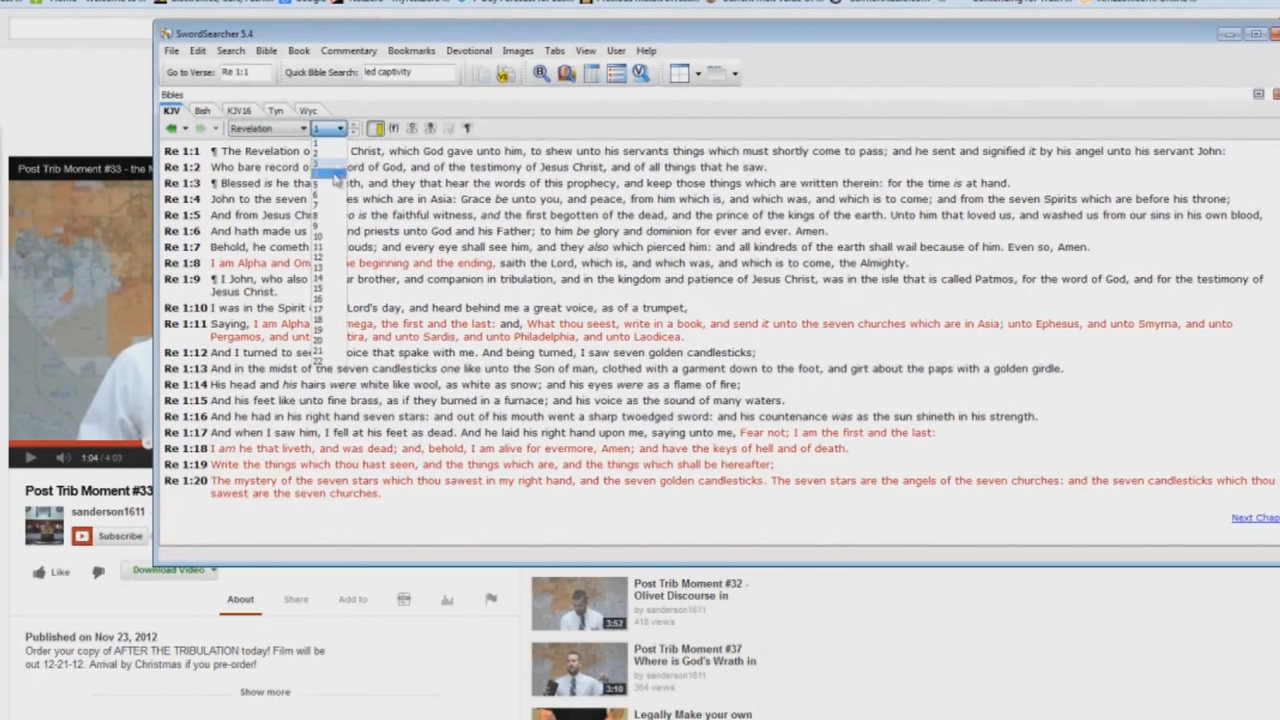 SwordSearcher 5.4
File Edit Search Bible Book Commentary Bookmarks Devotional Images Tabs View User Help
Go to Verse: Re 1:1 Quick Bible Search: led captivity
Bibles
KJV Bish KJV16 Tyn Wyc
Revelation 1
1
2
3
5
6
7
8
9
10
11
12
13
14
15
16
17
18
19
20
21
22
Re 1:1 ¶ The Revelation o Christ, which God gave unto him, to shew unto his servants things which must shortly come to pass; and he sent and signified it by his angel unto his servant John:
Re 1:2 Who bare record o ord of God, and of the testimony of Jesus Christ, and of all things that he saw.
Re 1:3 ¶ Blessed is he tha th, and they that hear the words of this prophecy, and keep those things which are written therein: for the time is at hand.
Re 1:4 John to the seven es which are in Asia: Grace be unto you, and peace, from him which is, and which was, and which is to come; and from the seven Spirits which are before his throne;
Re 1:5 And from Jesus Chr o is the faithful witness, and the first begotten of the dead, and the prince of the kings of the earth. Unto him that loved us, and washed us from our sins in his own blood,
Re 1:6 And hath made us nd priests unto God and his Father; to him be glory and dominion for ever and ever. Amen.
Re 1:7 Behold, he cometh ouds; and every eye shall see him, and they also which pierced him: and all kindreds of the earth shall wail because of him. Even so, Amen.
Re 1:8 I am Alpha and Om e beginning and the ending, saith the Lord, which is, and which was, and which is to come, the Almighty.
Re 1:9 ¶ I John, who also r brother, and companion in tribulation, and in the kingdom and patience of Jesus Christ, was in the isle that is called Patmos, for the word of God, and for the testimony of
Jesus Christ.
Re 1:10 I was in the Spirit Lord's day, and heard behind me a great voice, as of a trumpet,
Re 1:11 Saying, I am Alpha mega, the first and the last: and, What thou seest, write in a book, and send it unto the seven churches which are in Asia; unto Ephesus, and unto Smyrna, and unto
Pergamos, and un tira, and unto Sardis, and unto Philadelphia, and unto Laodicea.
Re 1:12 And I turned to see oice that spake with me. And being turned, I saw seven golden candlesticks;
Re 1:13 And in the midst of the seven candlesticks one like unto the Son of man, clothed with a garment down to the foot, and girt about the paps with a golden girdle.
Re 1:14 His head and his hairs were white like wool, as white as snow; and his eyes were as a flame of fire;
Re 1:15 And his feet like unto fine brass, as if they burned in a furnace; and his voice as the sound of many waters.
Re 1:16 And he had in his right hand seven stars: and out of his mouth went a sharp twoedged sword: and his countenance was as the sun shineth in his strength.
Re 1:17 And when I saw him, I fell at his feet as dead. And he laid his right hand upon me, saying unto me, Fear not; I am the first and the last:
Re 1:18 I am he that liveth, and was dead; and, behold, I am alive for evermore, Amen; and have the keys of hell and of death.
Re 1:19 Write the things which thou hast seen, and the things which are, and the things which shall be hereafter;
Re 1:20 The mystery of the seven stars which thou sawest in my right hand, and the seven golden candlesticks. The seven stars are the angels of the seven churches: and the seven candlesticks which thou
sawest are the seven churches.
Next Chap
Post Trib Moment #33 - the M
1:04 / 4:03
Post Trib Moment #33
sanderson1611
Subscribe
Like
Download Video
About Share Add to
Published on Nov 23, 2012
Order your copy of AFTER THE TRIBULATION today! Film will be
out 12-21-12. Arrival by Christmas if you pre-order!
Show more
Post Trib Moment #32 -
Olivet Discourse in
by sanderson1611
418 views
3:52
Post Trib Moment #37
Where is God's Wrath in
by sanderson1611
364 views
3:10
Legally Make your own